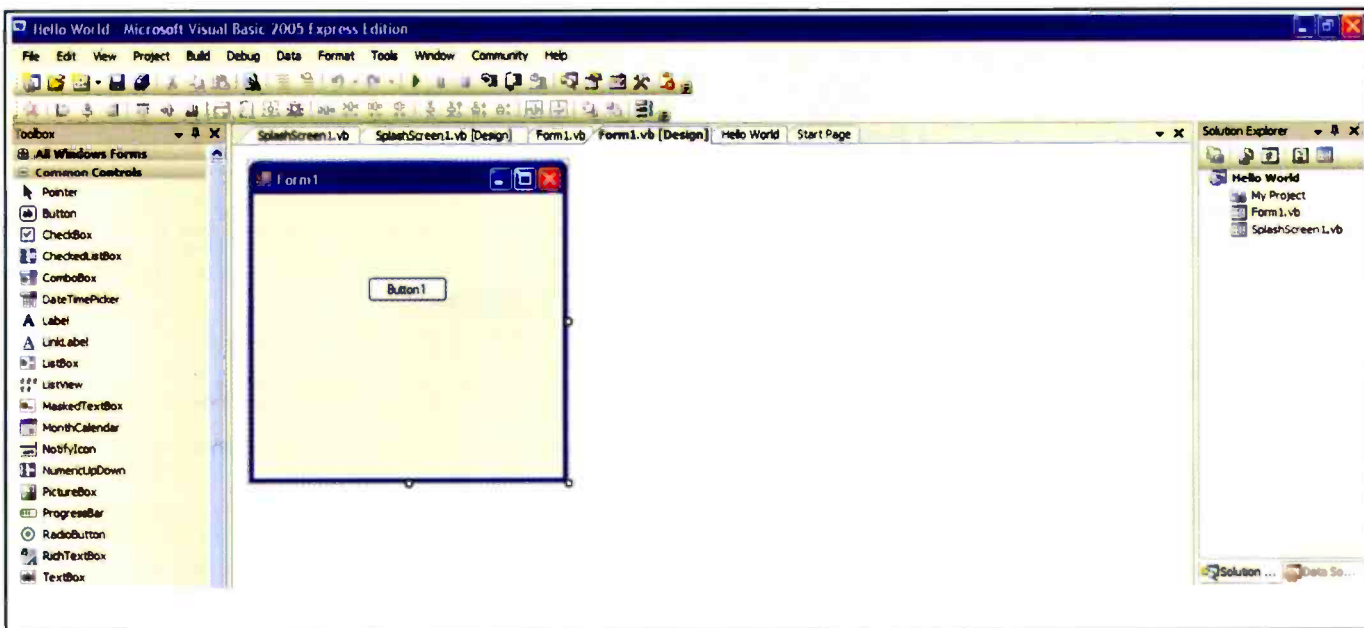 Hello World - Microsoft Visual Basic 2005 Express Edition
File Edit View Project Build Debug Data Format Tools Window Community Help
Toolbox
All Windows Forms
Common Controls
Pointer
Button
CheckBox
CheckedListBox
ComboBox
DateTimePicker
Label
LinkLabel
ListBox
ListView
MaskedTextBox
MonthCalendar
NotifyIcon
NumericUpDown
PictureBox
ProgressBar
RadioButton
RichTextBox
TextBox
SplashScreen1.vb SplashScreen1.vb [Design] Form1.vb Form1.vb [Design] Hello World Start Page
Form1
Button1
Solution Explorer
Hello World
My Project
Form1.vb
SplashScreen1.vb
Solution ... Data So...